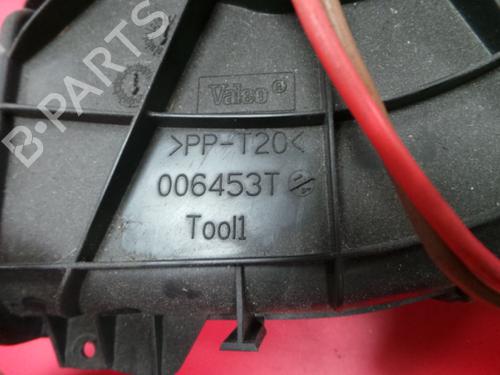 B-PARTS
Valeo®
>PP-T20<
006453T
Tool1